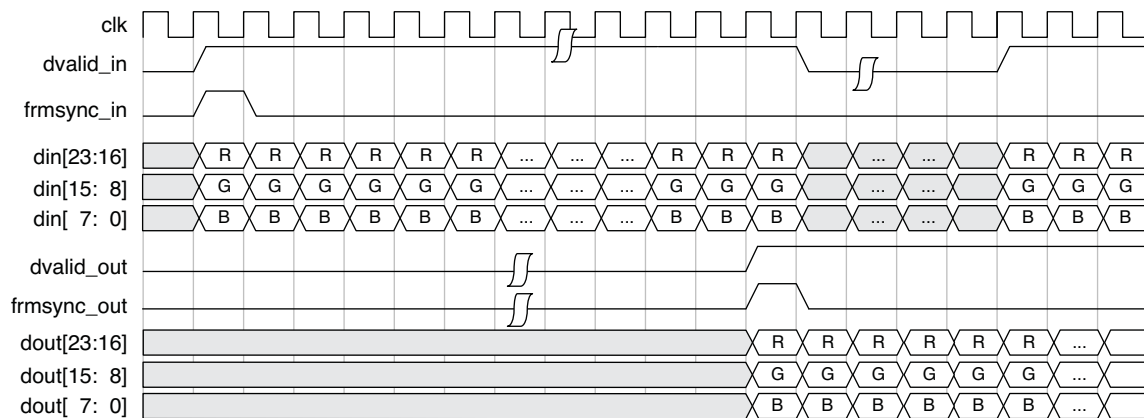 clk
dvalid_in
frmsync_in
din[23:16] R R R R R R ... ... ... R R R ... ... R R R
din[15: 8] G G G G G G ... ... ... G G G ... ... G G G
din[ 7: 0] B B B B B B ... ... ... B B B ... ... B B B
dvalid_out
frmsync_out
dout[23:16] R R R R R R ...
dout[15: 8] G G G G G G ...
dout[ 7: 0] B B B B B B ...